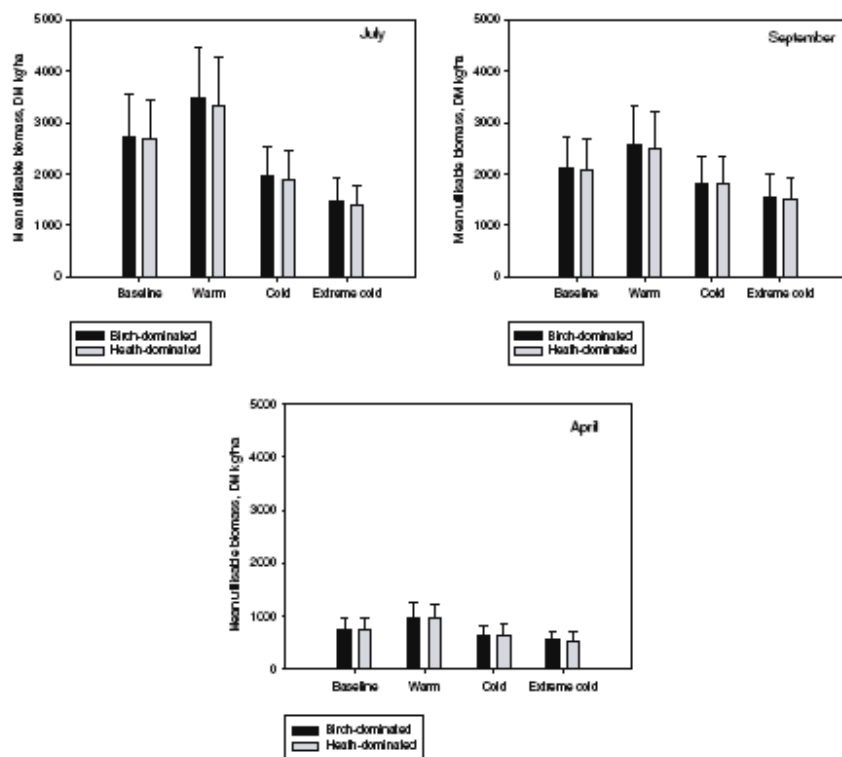 July
Mean utilisable biomass, DM kg/ha
5000
4000
3000
2000
1000
0
Baseline Warm Cold Extreme cold
Birch-dominated
Heath-dominated
September
Mean utilisable biomass, DM kg/ha
5000
4000
3000
2000
1000
0
Baseline Warm Cold Extreme cold
Birch-dominated
Heath-dominated
April
Mean utilisable biomass, DM kg/ha
5000
4000
3000
2000
1000
0
Baseline Warm Cold Extreme cold
Birch-dominated
Heath-dominated